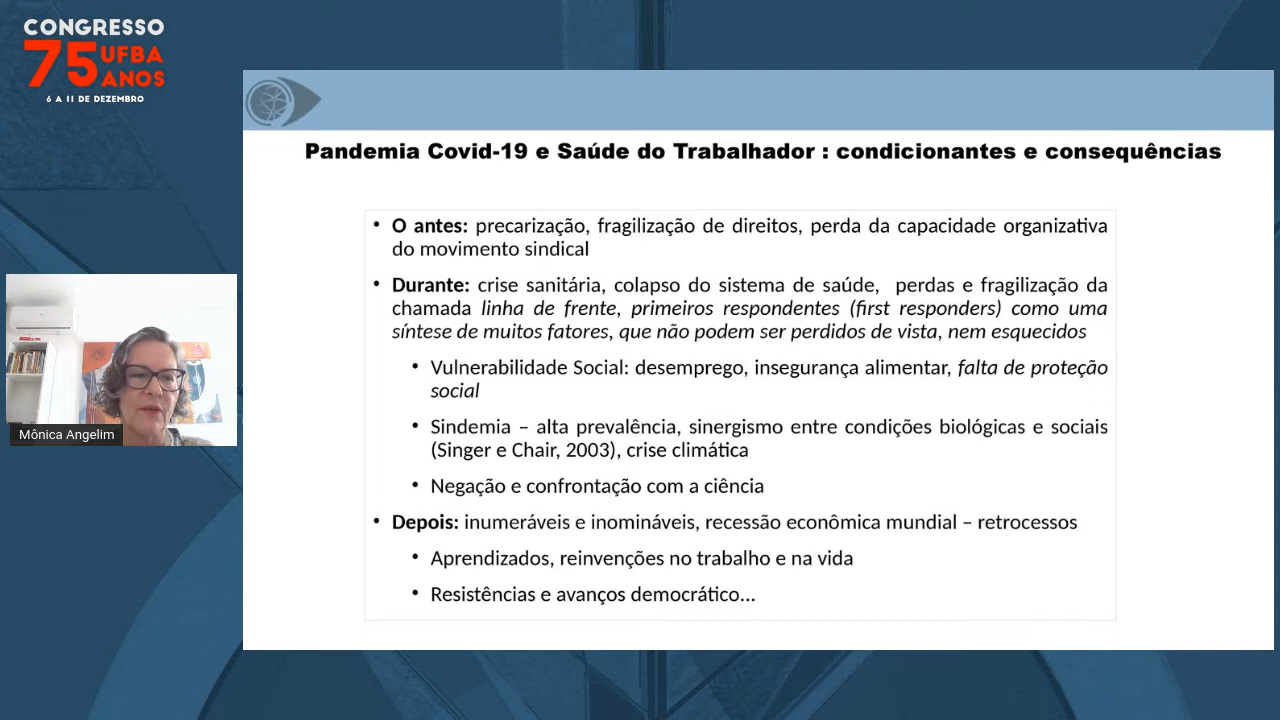 CONGRESSO
75 UFBA
ANOS
6 A 11 DE DEZEMBRO
Pandemia Covid-19 e Saúde do Trabalhador : condicionantes e consequências
• O antes: precarização, fragilização de direitos, perda da capacidade organizativa
do movimento sindical
• Durante: crise sanitária, colapso do sistema de saúde, perdas e fragilização da
chamada linha de frente, primeiros respondentes (first responders) como uma
síntese de muitos fatores, que não podem ser perdidos de vista, nem esquecidos
• Vulnerabilidade Social: desemprego, insegurança alimentar, falta de proteção
social
• Sindemia – alta prevalência, sinergismo entre condições biológicas e sociais
(Singer e Chair, 2003), crise climática
• Negação e confrontação com a ciência
• Depois: inumeráveis e inomináveis, recessão econômica mundial – retrocessos
• Aprendizados, reinvenções no trabalho e na vida
• Resistências e avanços democrático...
Mônica Angelim